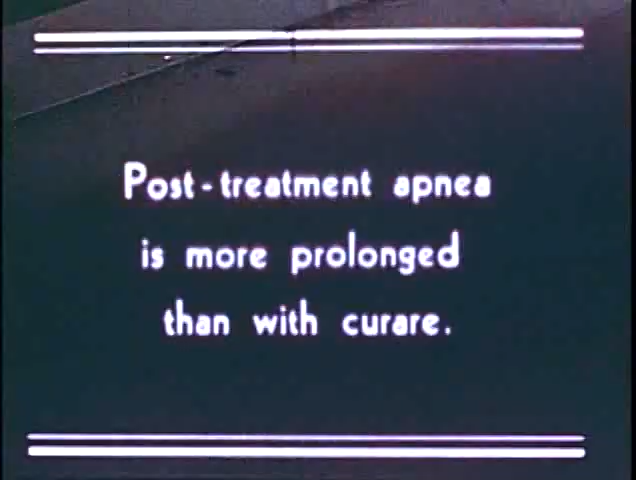 Post-treatment apnea
is more prolonged
than with curare.